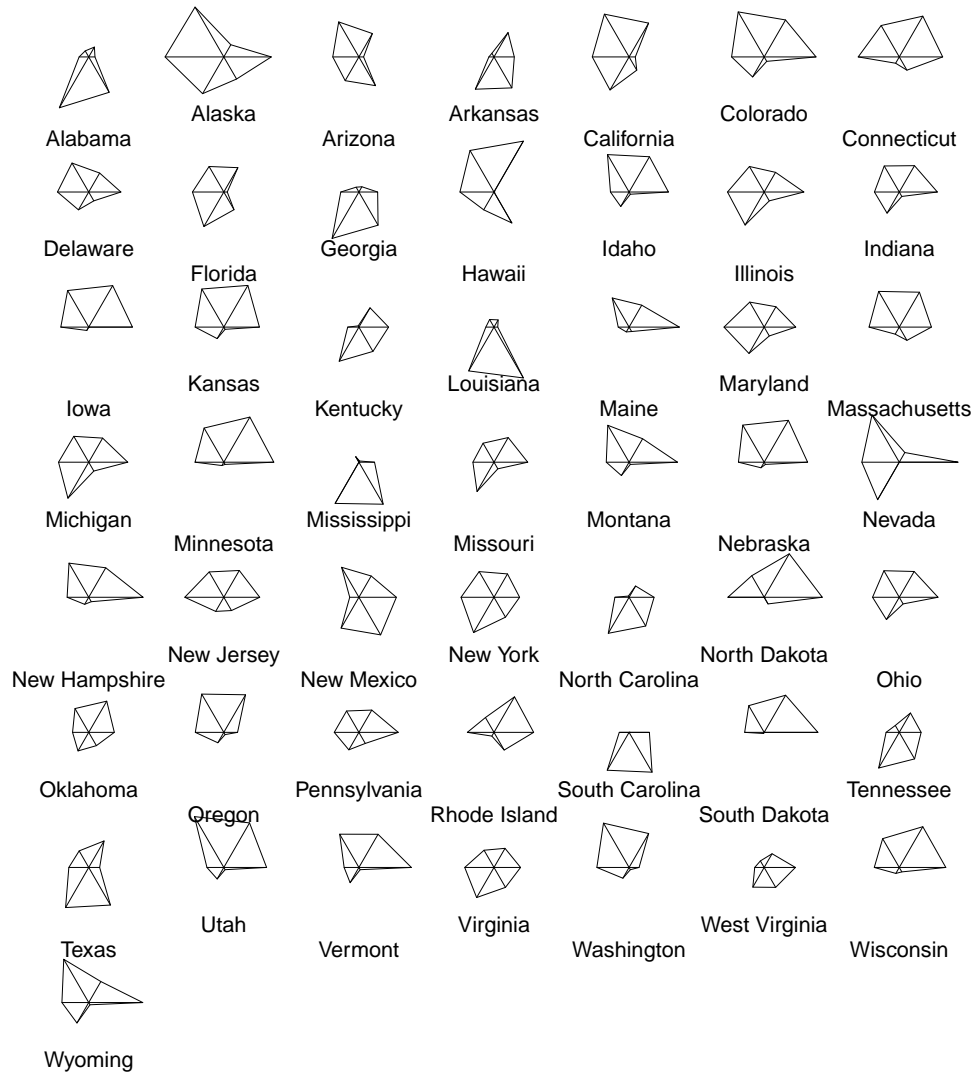 Alabama
Alaska
Arizona
Arkansas
California
Colorado
Connecticut
Delaware
Florida
Georgia
Hawaii
Idaho
Illinois
Indiana
Iowa
Kansas
Kentucky
Louisiana
Maine
Maryland
Massachusetts
Michigan
Minnesota
Mississippi
Missouri
Montana
Nebraska
Nevada
New Hampshire
New Jersey
New Mexico
New York
North Carolina
North Dakota
Ohio
Oklahoma
Oregon
Pennsylvania
Rhode Island
South Carolina
South Dakota
Tennessee
Texas
Utah
Vermont
Virginia
Washington
West Virginia
Wisconsin
Wyoming